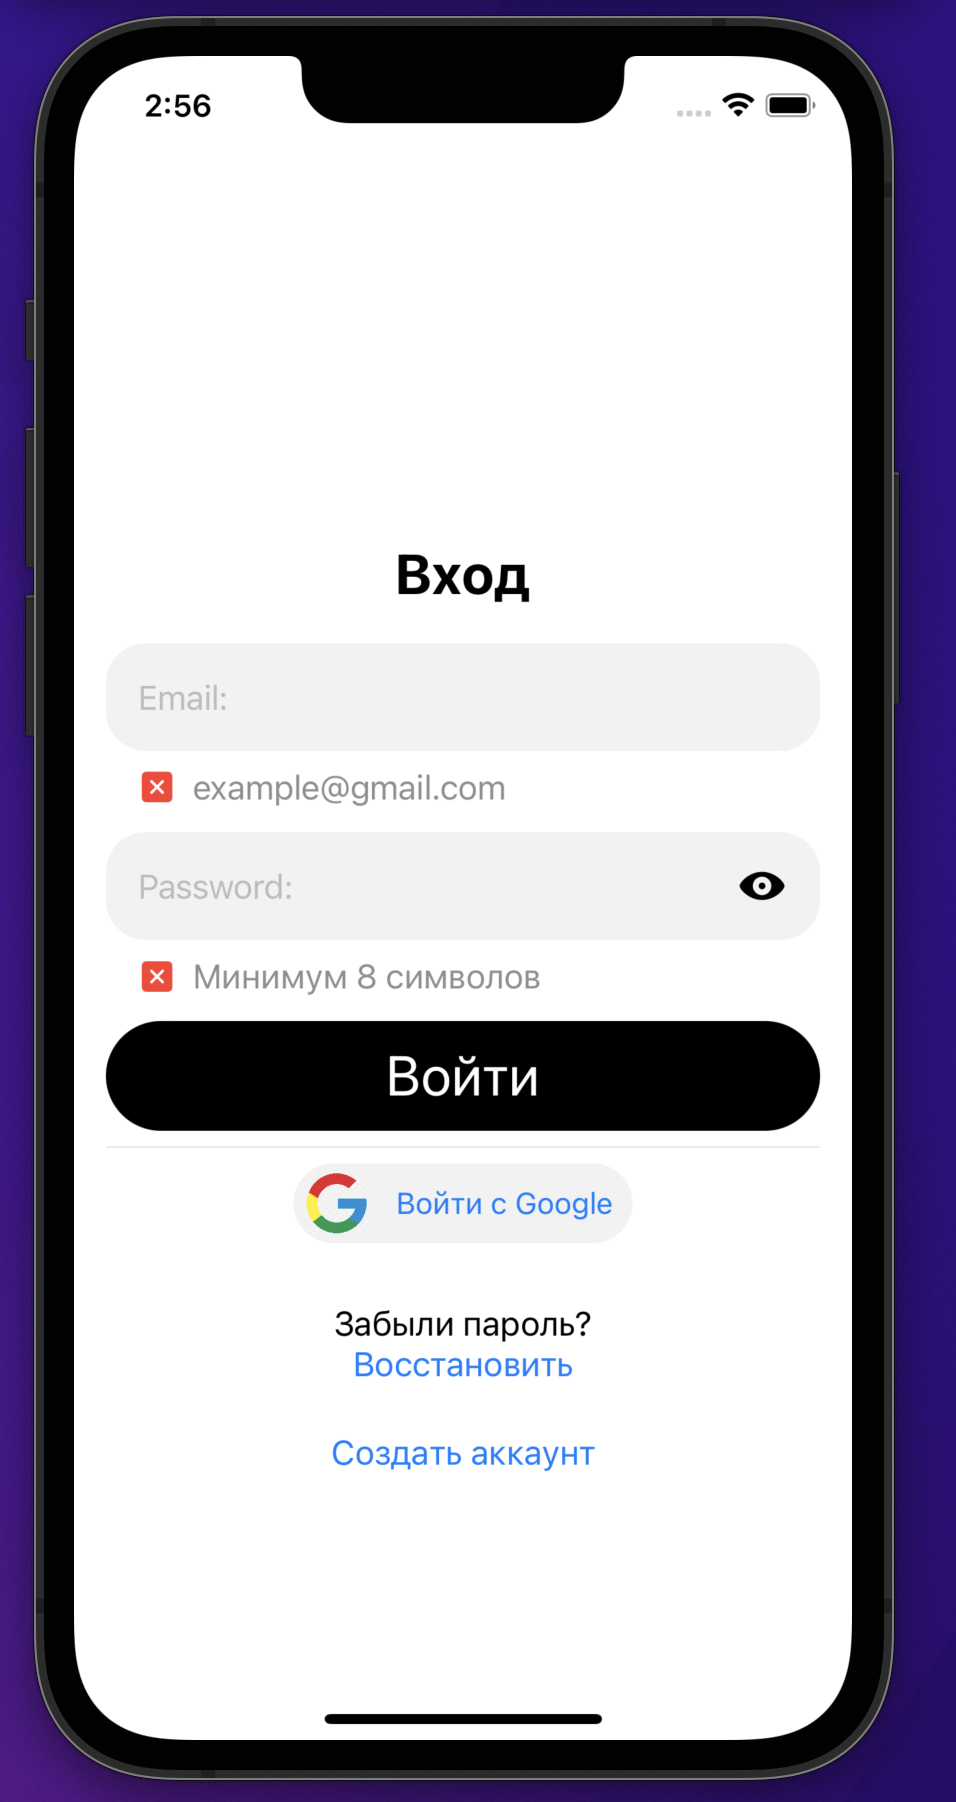 2:56
Вход
Email:
example@gmail.com
Password:
Минимум 8 символов
Войти
Войти с Google
Забыли пароль?
Восстановить
Создать аккаунт